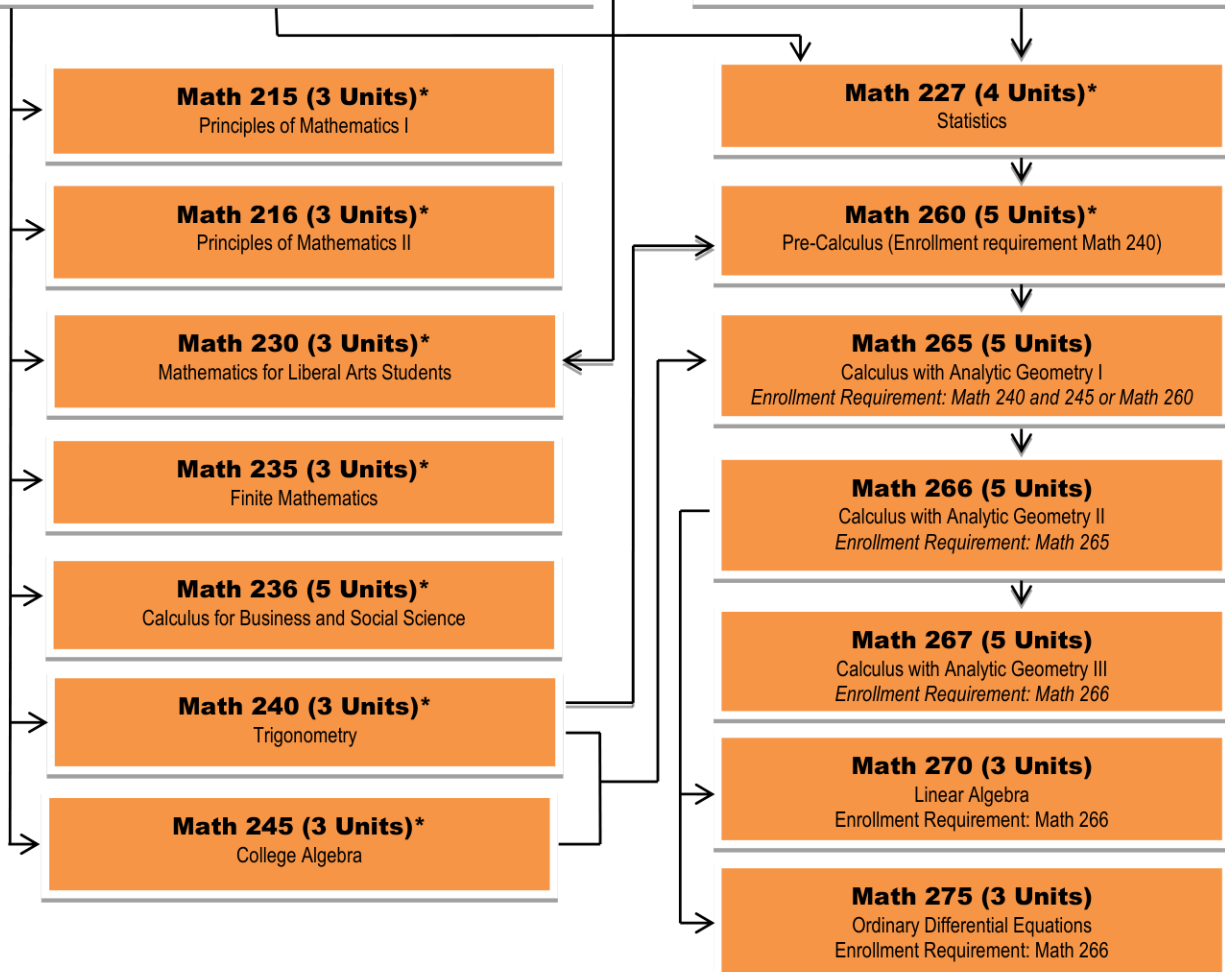 Math 215 (3 Units)*
Principles of Mathematics I
Math 216 (3 Units)*
Principles of Mathematics II
Math 230 (3 Units)*
Mathematics for Liberal Arts Students
Math 235 (3 Units)*
Finite Mathematics
Math 236 (5 Units)*
Calculus for Business and Social Science
Math 240 (3 Units)*
Trigonometry
Math 245 (3 Units)*
College Algebra
Math 227 (4 Units)*
Statistics
Math 260 (5 Units)*
Pre-Calculus (Enrollment requirement Math 240)
Math 265 (5 Units)
Calculus with Analytic Geometry I
Enrollment Requirement: Math 240 and 245 or Math 260
Math 266 (5 Units)
Calculus with Analytic Geometry II
Enrollment Requirement: Math 265
Math 267 (5 Units)
Calculus with Analytic Geometry III
Enrollment Requirement: Math 266
Math 270 (3 Units)
Linear Algebra
Enrollment Requirement: Math 266
Math 275 (3 Units)
Ordinary Differential Equations
Enrollment Requirement: Math 266